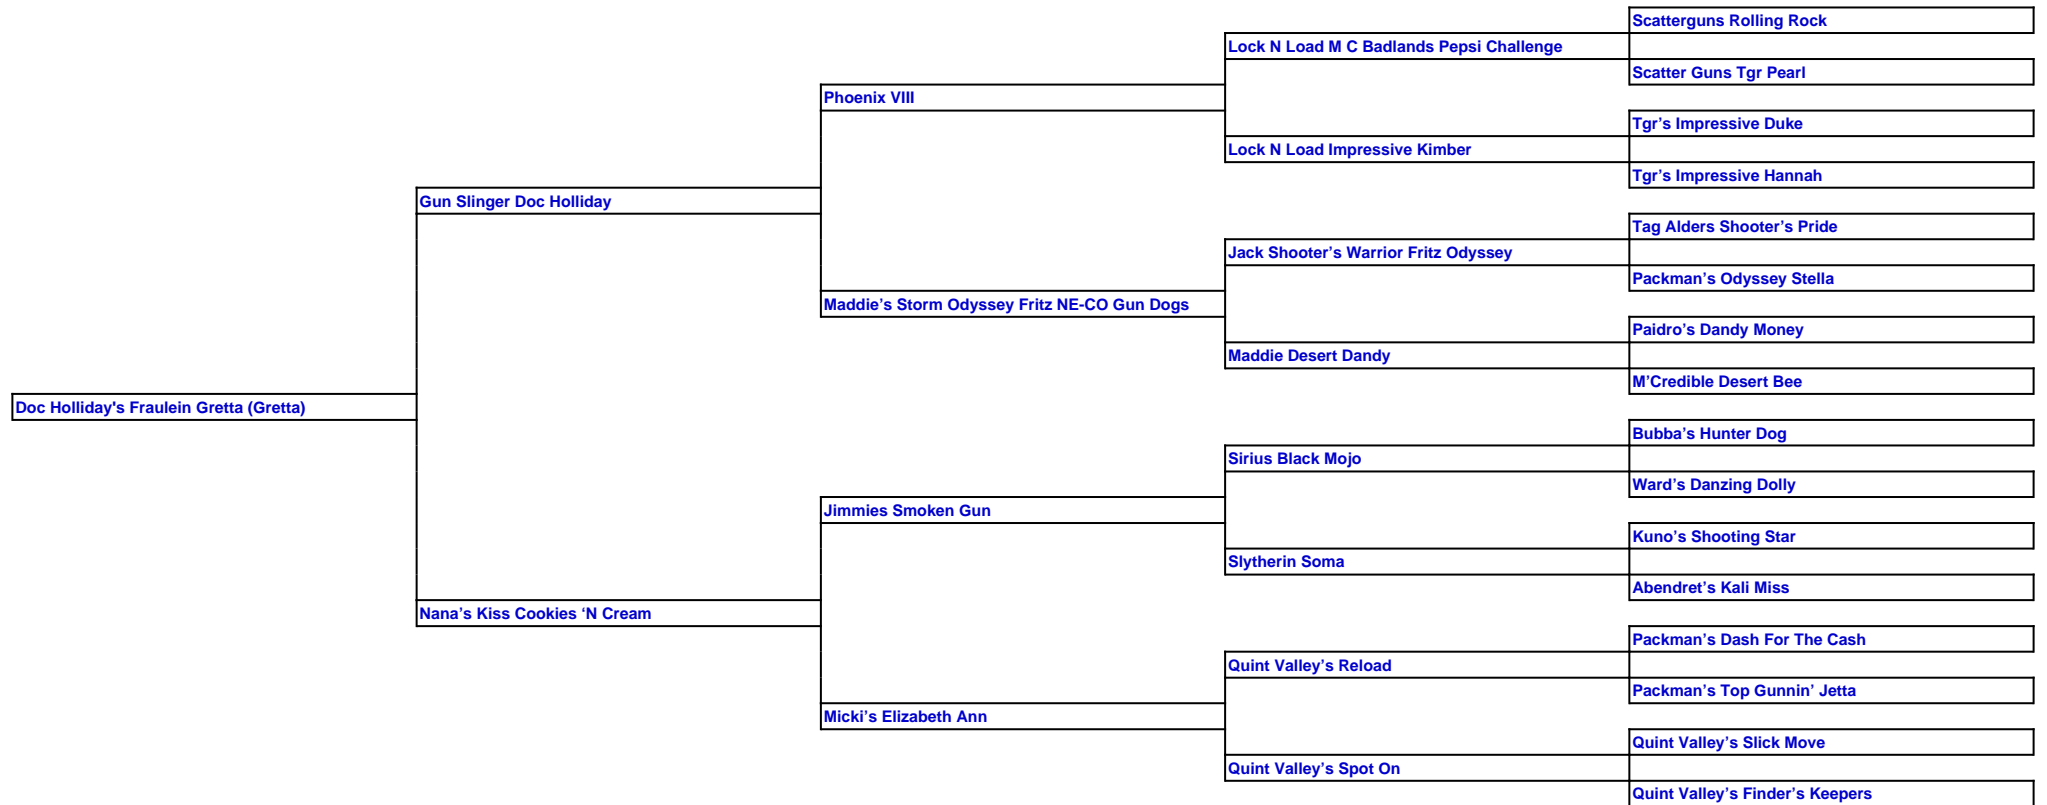 Scatterguns Rolling Rock
Lock N Load M C Badlands Pepsi Challenge
Scatter Guns Tgr Pearl
Phoenix VIII
Tgr’s Impressive Duke
Lock N Load Impressive Kimber
Tgr’s Impressive Hannah
Gun Slinger Doc Holliday
Tag Alders Shooter’s Pride
Jack Shooter’s Warrior Fritz Odyssey
Packman’s Odyssey Stella
Maddie’s Storm Odyssey Fritz NE-CO Gun Dogs
Paidro’s Dandy Money
Maddie Desert Dandy
M’Credible Desert Bee
Doc Holliday's Fraulein Gretta (Gretta)
Bubba’s Hunter Dog
Sirius Black Mojo
Ward’s Danzing Dolly
Jimmies Smoken Gun
Kuno’s Shooting Star
Slytherin Soma
Abendret’s Kali Miss
Nana’s Kiss Cookies ‘N Cream
Packman’s Dash For The Cash
Quint Valley’s Reload
Packman’s Top Gunnin’ Jetta
Micki’s Elizabeth Ann
Quint Valley’s Slick Move
Quint Valley’s Spot On
Quint Valley’s Finder’s Keepers